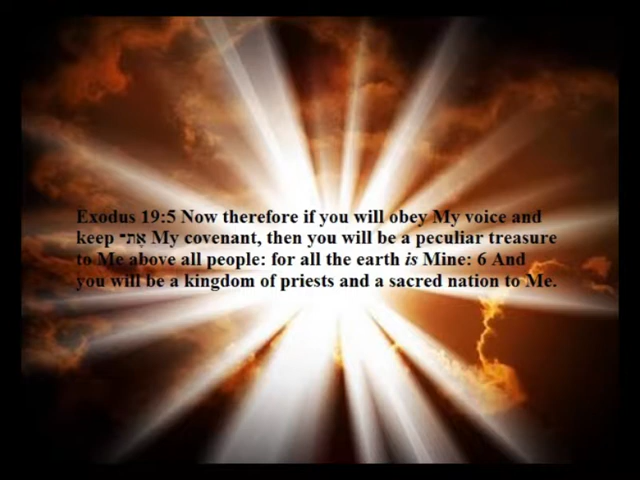 Exodus 19:5 Now therefore if you will obey My voice and
keep אֶת־ My covenant, then you will be a peculiar treasure
to Me above all people: for all the earth is Mine: 6 And
you will be a kingdom of priests and a sacred nation to Me.